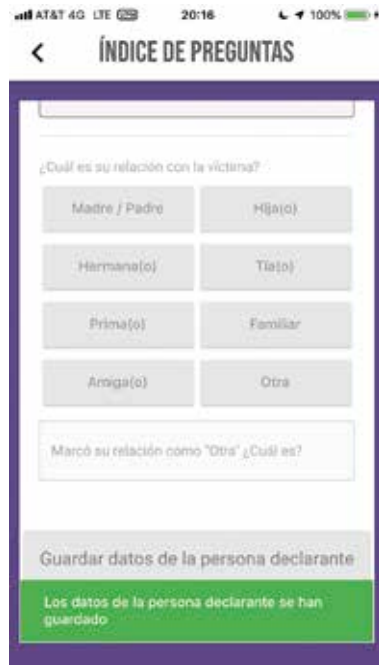 AT&T 4G LTE 20:16 100%
ÍNDICE DE PREGUNTAS
¿Cuál es su relación con la víctima?
Madre / Padre Hija(o)
Hermana(o) Tía(o)
Prima(o) Familiar
Amiga(o) Otra
Marcó su relación como "Otra" ¿Cuál es?
Guardar datos de la persona declarante
Los datos de la persona declarante se han
guardado